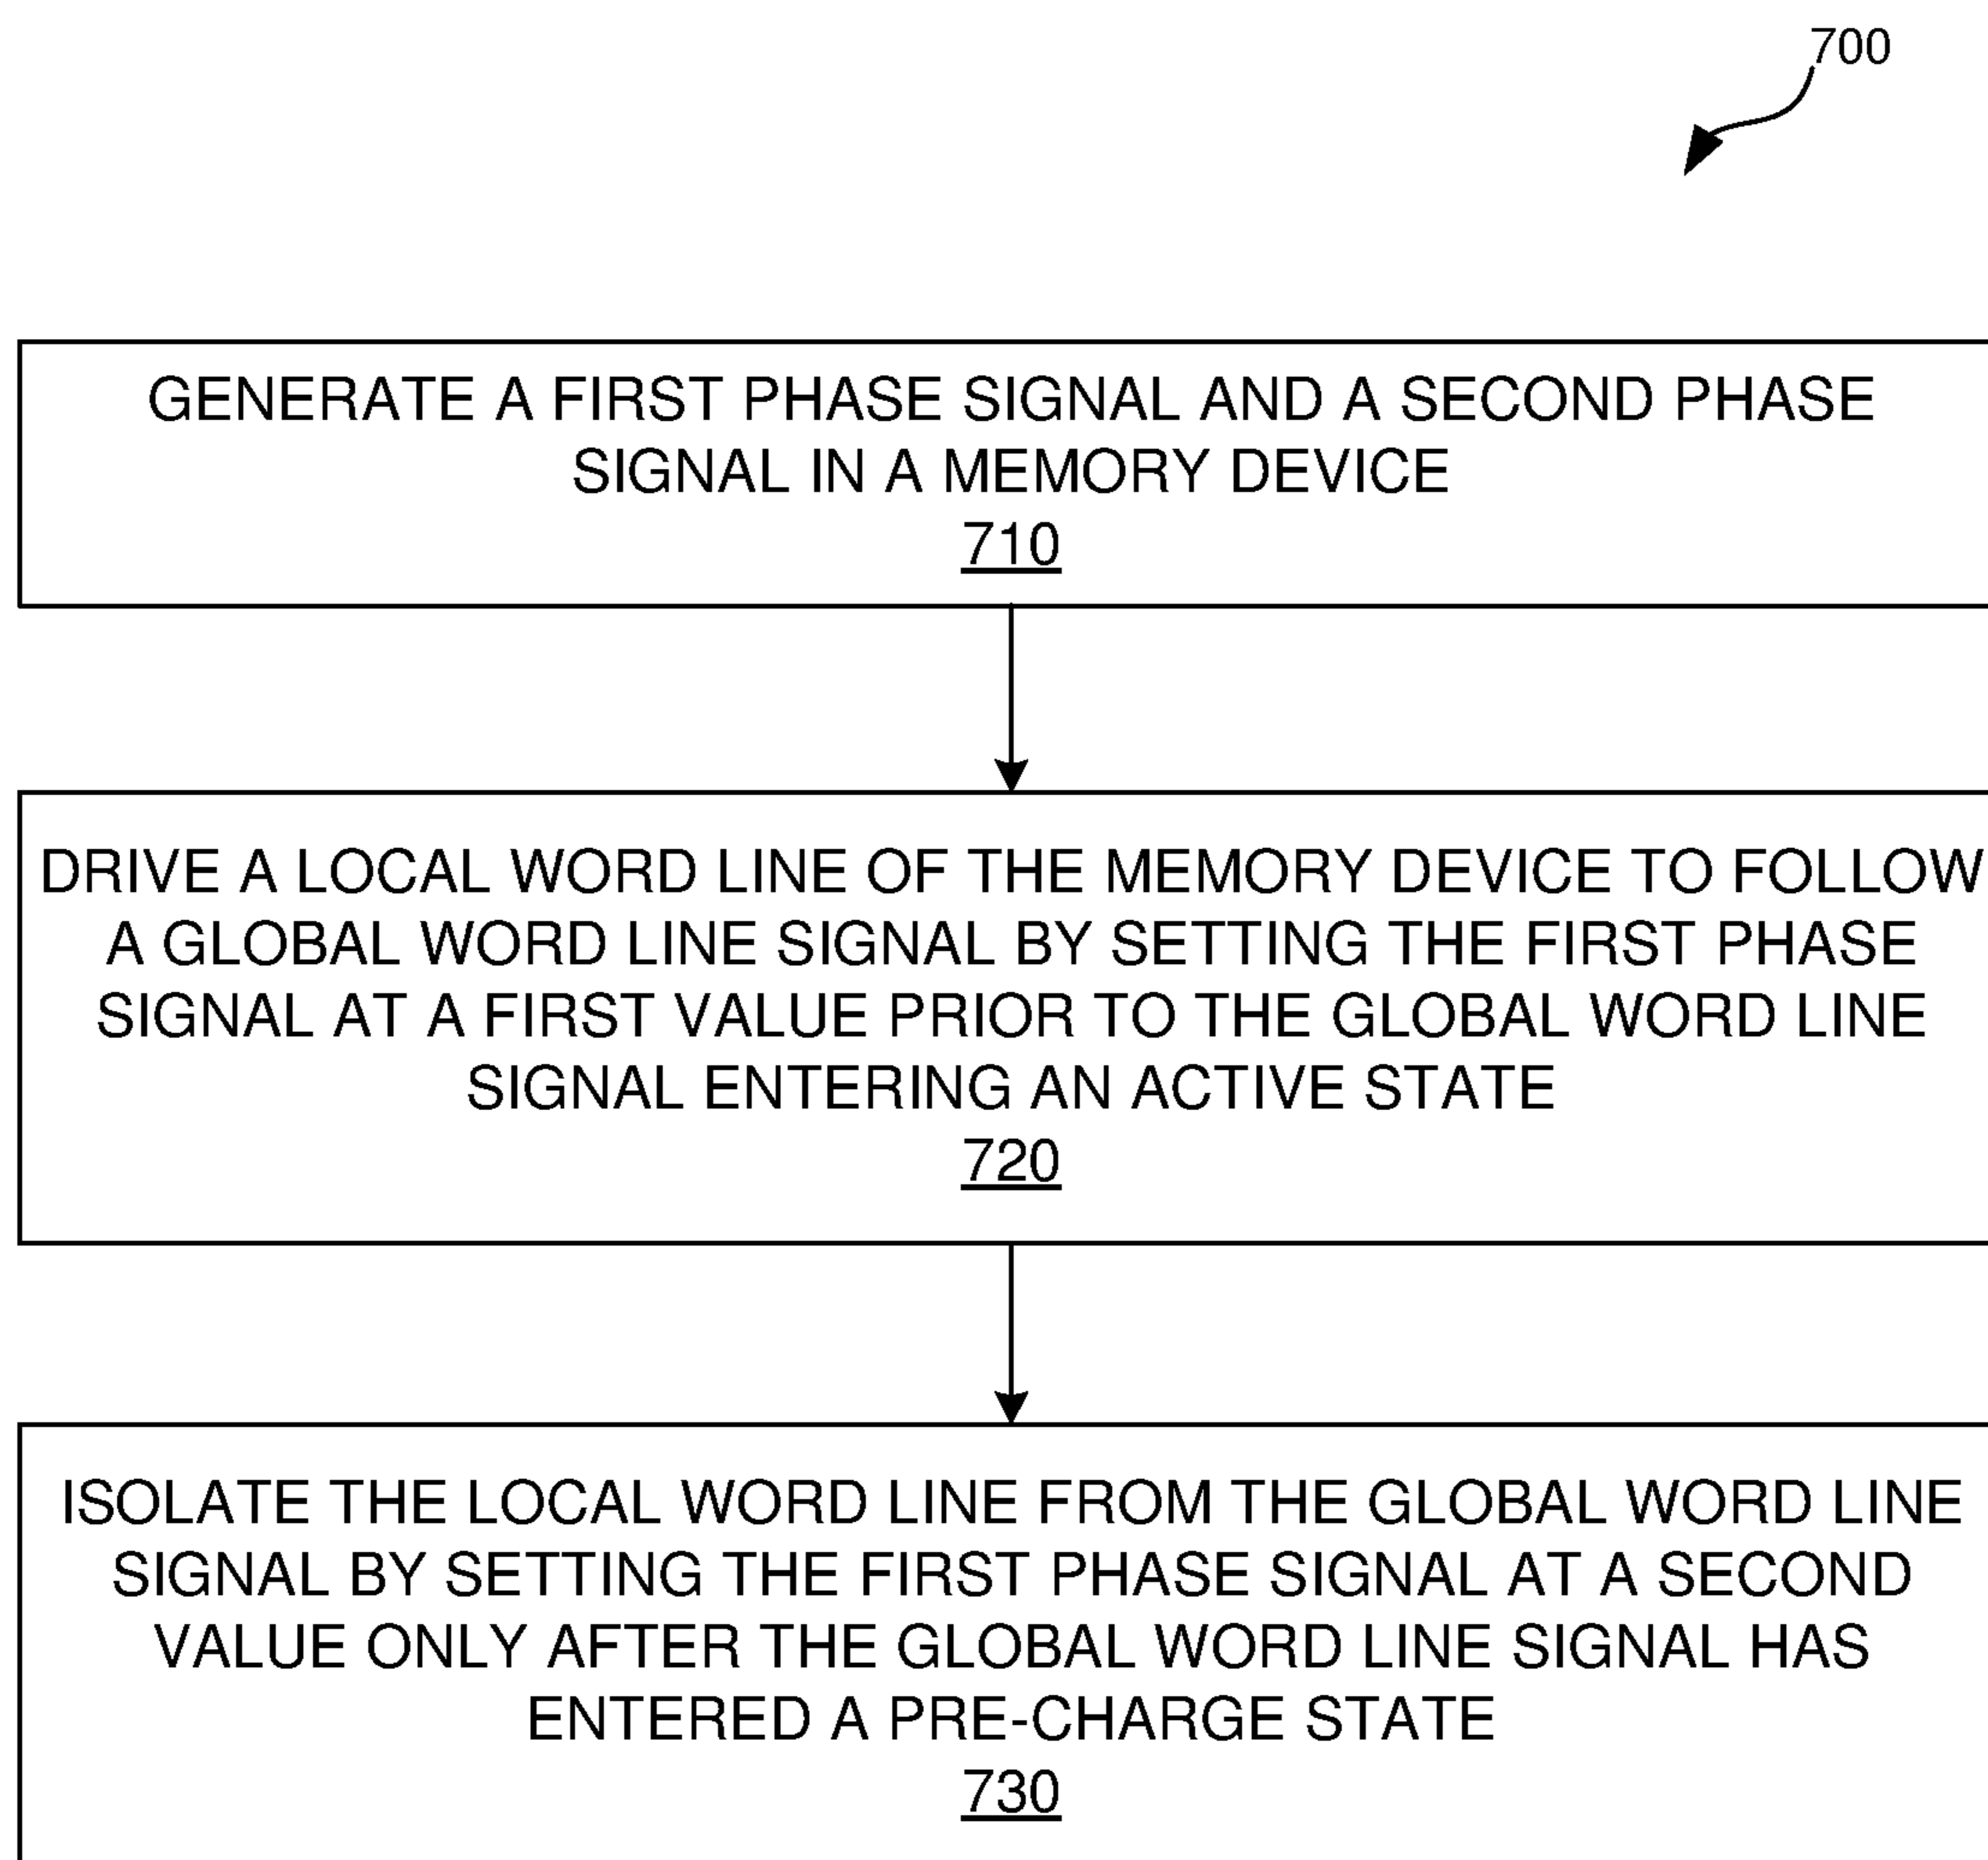 700
GENERATE A FIRST PHASE SIGNAL AND A SECOND PHASE
SIGNAL IN A MEMORY DEVICE
710
DRIVE A LOCAL WORD LINE OF THE MEMORY DEVICE TO FOLLOW
A GLOBAL WORD LINE SIGNAL BY SETTING THE FIRST PHASE
SIGNAL AT A FIRST VALUE PRIOR TO THE GLOBAL WORD LINE
SIGNAL ENTERING AN ACTIVE STATE
720
ISOLATE THE LOCAL WORD LINE FROM THE GLOBAL WORD LINE
SIGNAL BY SETTING THE FIRST PHASE SIGNAL AT A SECOND
VALUE ONLY AFTER THE GLOBAL WORD LINE SIGNAL HAS
ENTERED A PRE-CHARGE STATE
730